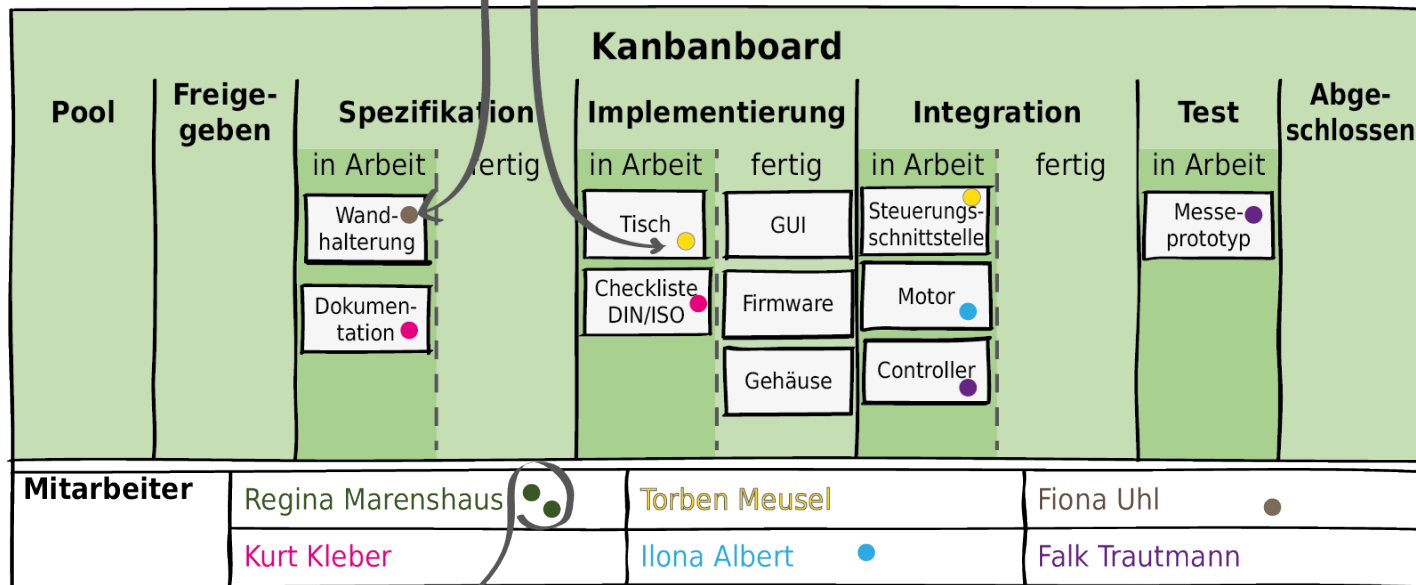 Kanbanboard
Pool
Freige-
geben
Spezifikation
Implementierung
Integration
Test
Abge-
schlossen
in Arbeit
fertig
in Arbeit
fertig
in Arbeit
fertig
in Arbeit
Wand-
halterung
Dokumen-
tation
Tisch
Checkliste
DIN/ISO
GUI
Firmware
Gehäuse
Steuerungs-
schnittstelle
Motor
Controller
Messe-
prototyp
Mitarbeiter
Regina Marenshaus
Torben Meusel
Fiona Uhl
Kurt Kleber
Ilona Albert
Falk Trautmann